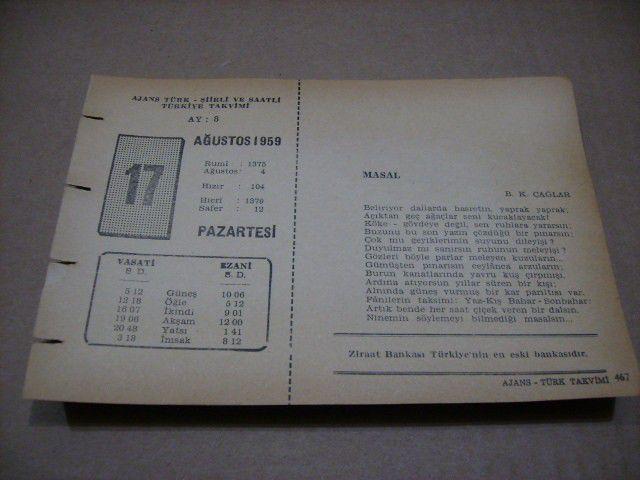 AJANS TÜRK - ŞİİRLİ VE SAATLİ
TÜRKİYE TAKVİMİ
AY : 8
17
AĞUSTOS 1959
Rumî : 1375
Ağustos: 4
Hızır : 104
Hicrî : 1379
Safer : 12
PAZARTESİ
VASATİ EZANİ
S. D. S. D.
5 12 Güneş 10 06
12 18 Öğle 5 12
16 07 İkindi 9 01
19 06 Akşam 12 00
20 48 Yatsı 1 41
3 18 İmsak 8 12
MASAL
B. K. ÇAĞLAR
Beliriyor dallarda hasretin, yaprak yaprak,
Açıktan geç ağaçlar seni kucaklayacak!
Köke - gövdeye değil, sen ruhlara yararsın;
Buzunu bu son yazın çözdüğü bir pınarsın;
Çok mu geyiklerimin suyunu dileyişi?
Duyulmaz mı sanırsın ruhumun meleyişi?
Gözleri böyle parlar meleyen kuzuların...
Gümüşten pınarısın ceylânca arzuların;
Burun kanatlarında yavru kuş çırpınışı,
Ardına atıyorsun yıllar süren bir kışı;
Alnında güneş vurmuş bir kar parıltısı var.
Fânilerin taksimi: Yaz-Kış Bahar - Sonbahar:
Artık bende her saat çiçek veren bir dalsın.
Ninemin söylemeyi bilmediği masalsın...
Ziraat Bankası Türkiye'nin en eski bankasıdır.
AJANS - TÜRK TAKVİMİ 467